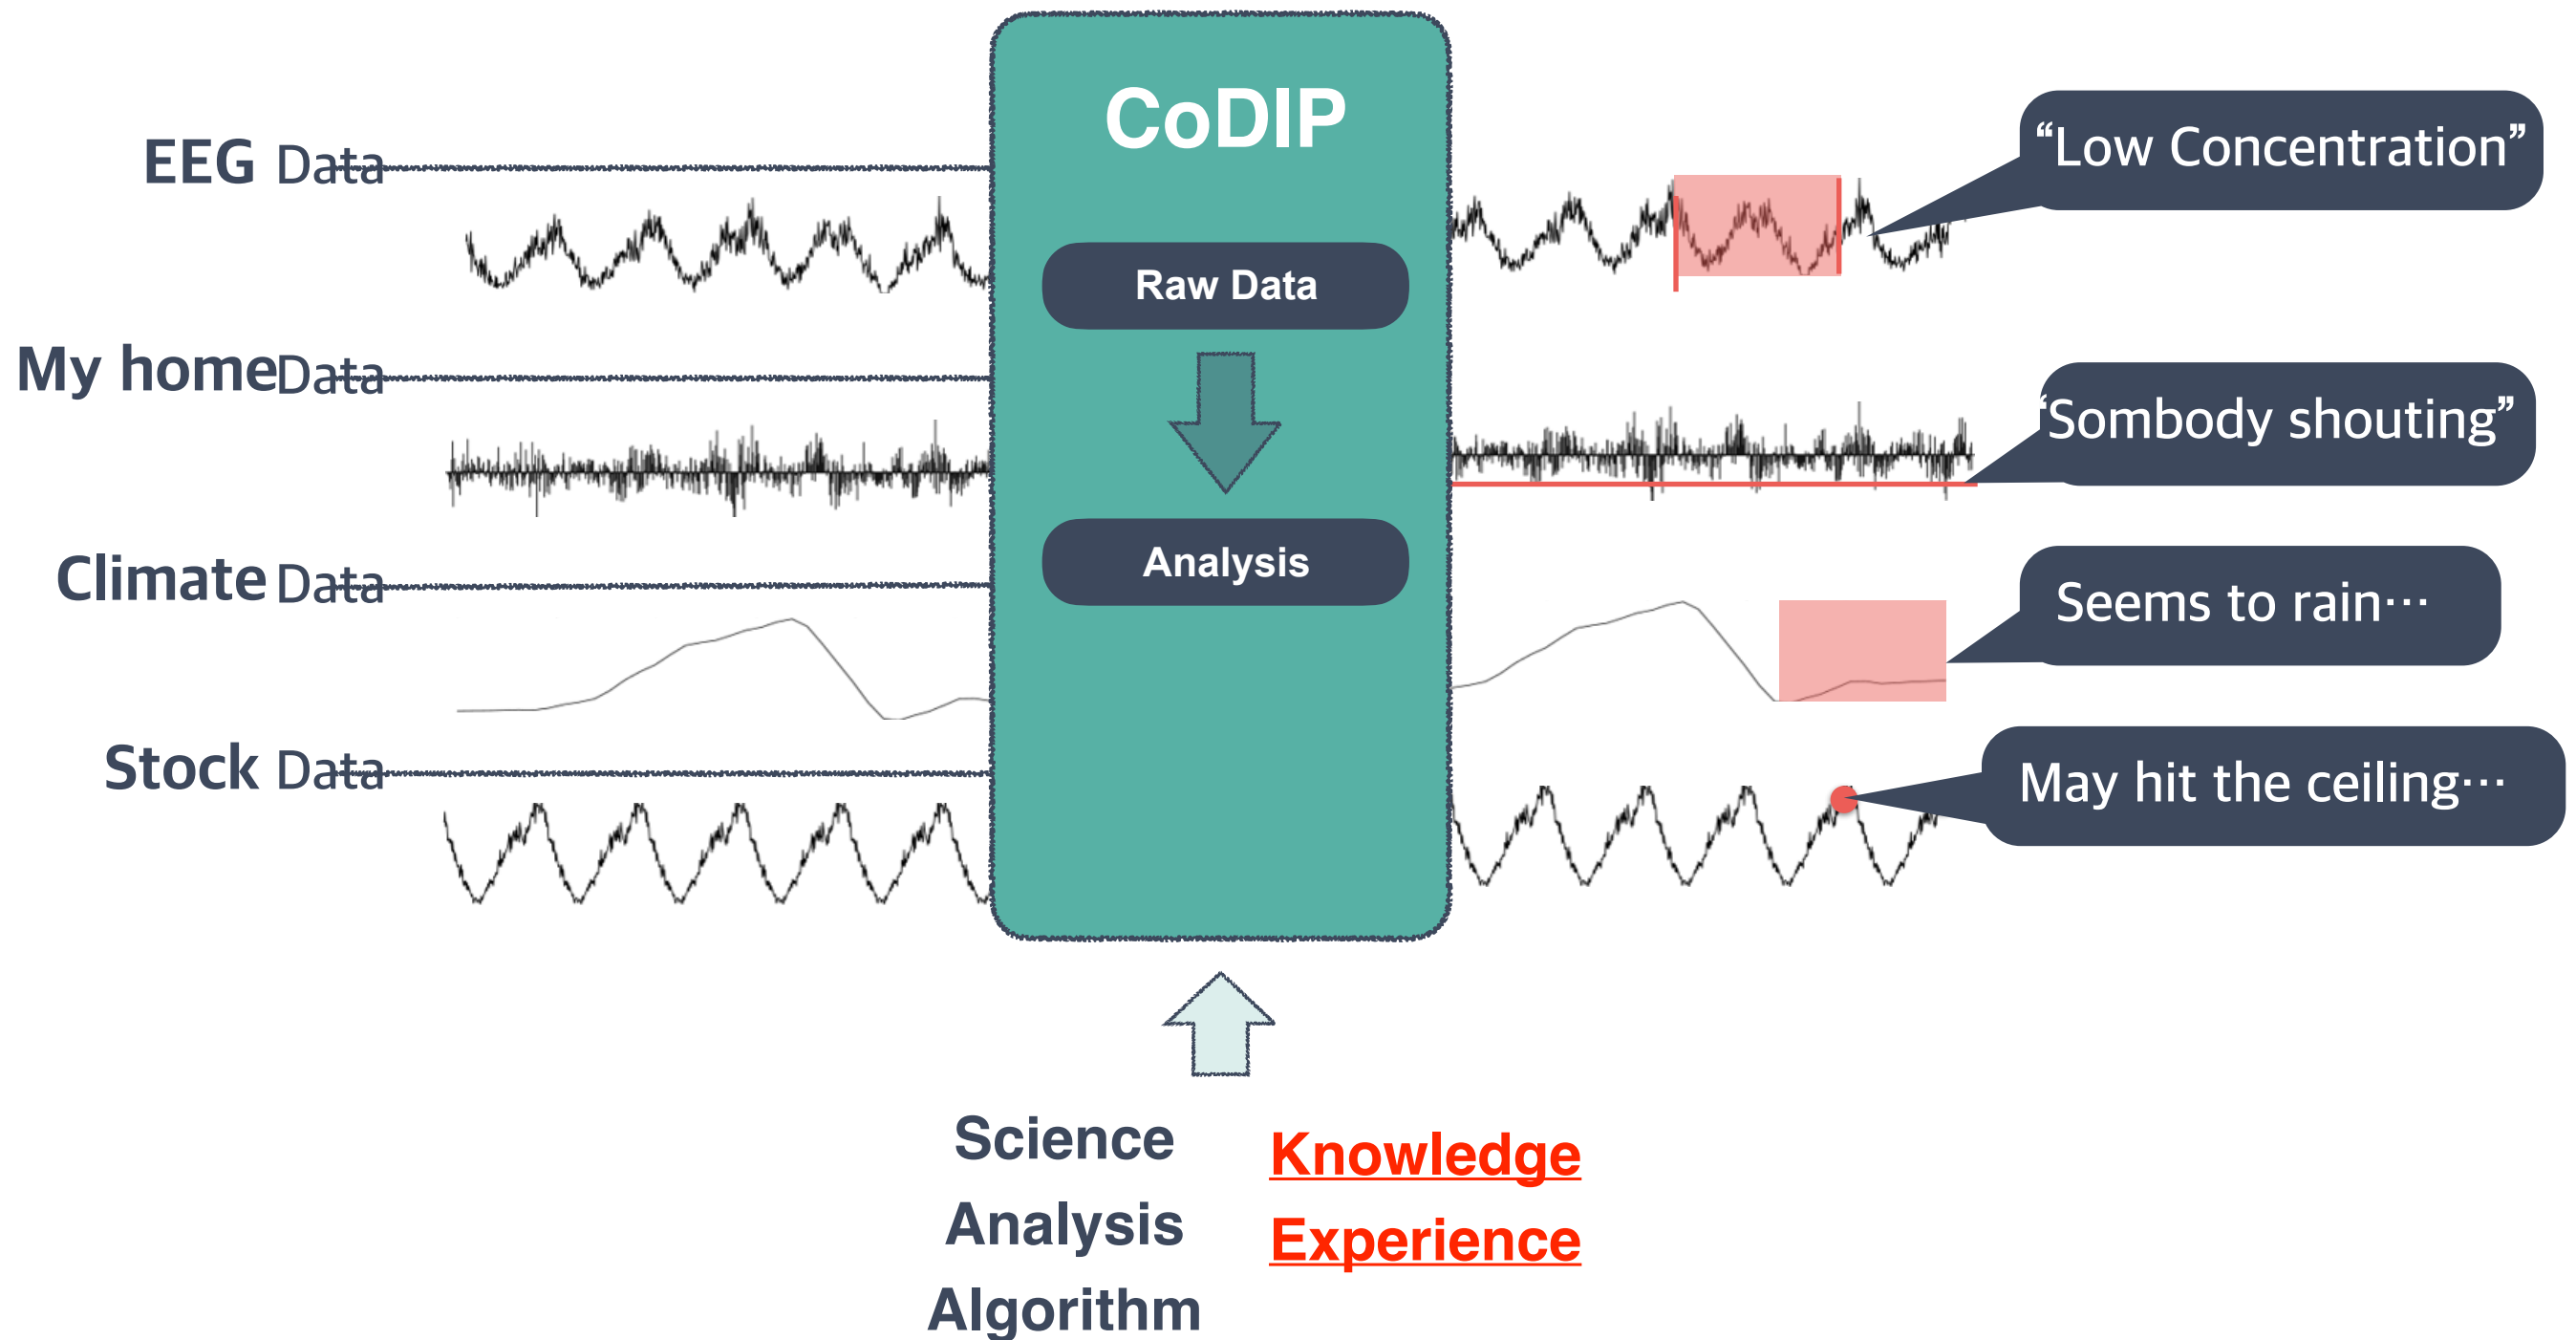 CoDIP
EEG Data
“Low Concentration”
Raw Data
My home Data
“Sombody shouting”
Analysis
Climate Data
Seems to rain…
Stock Data
May hit the ceiling…
Science
Knowledge
Analysis
Experience
Algorithm